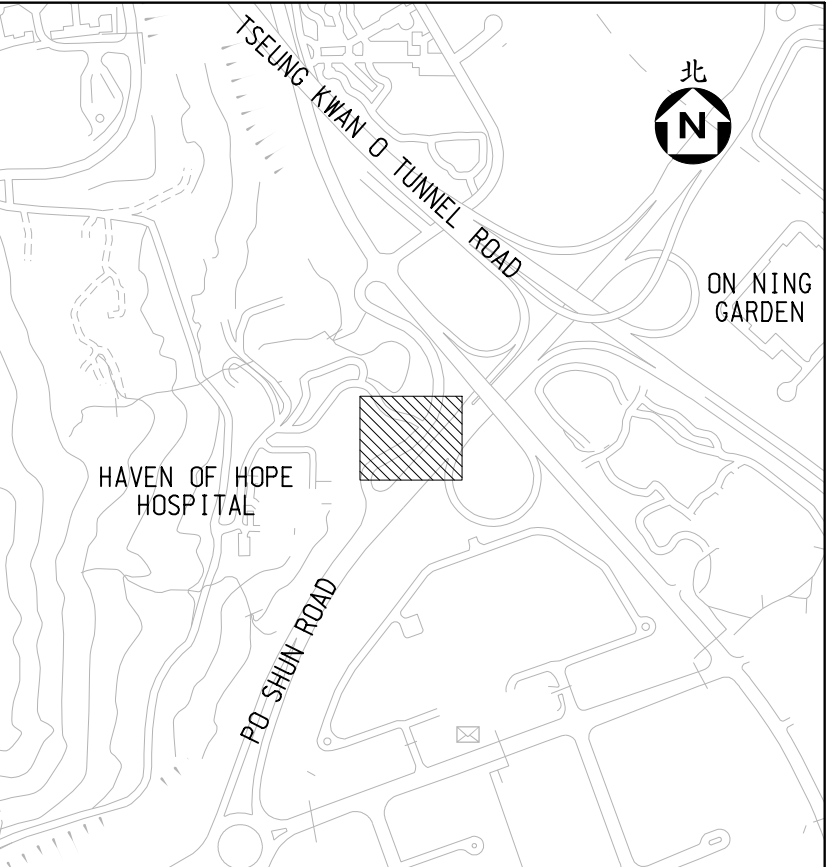 TSEUNG KWAN O TUNNEL ROAD
北
N
ON NING
GARDEN
HAVEN OF HOPE
HOSPITAL
PO SHUN ROAD